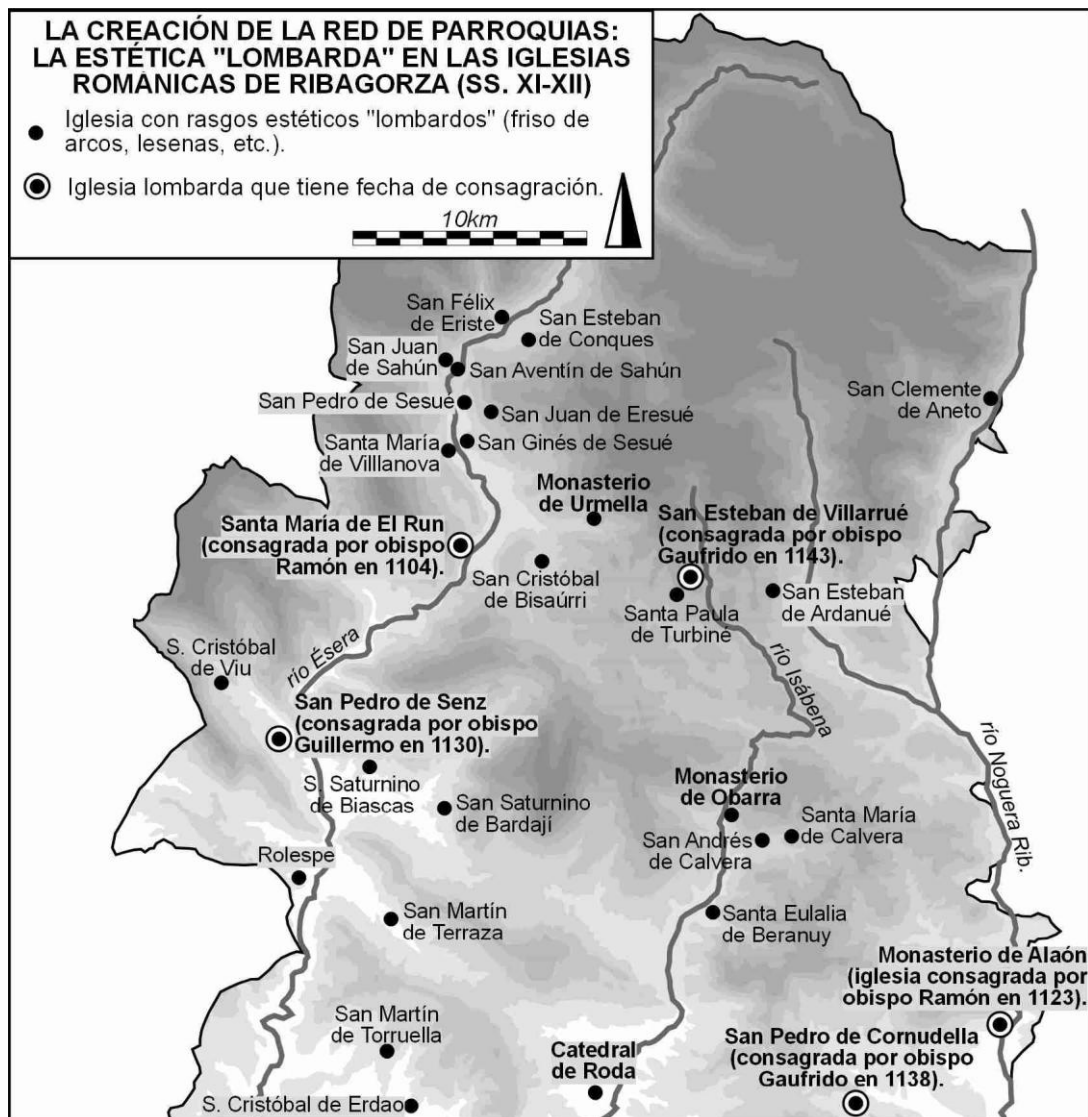 LA CREACIÓN DE LA RED DE PARROQUIAS:
LA ESTÉTICA "LOMBARDA" EN LAS IGLESIAS
ROMÁNICAS DE RIBAGORZA (SS. XI-XII)
Iglesia con rasgos estéticos "lombardos" (friso de
arcos, lesenas, etc.).
Iglesia lombarda que tiene fecha de consagración.
10km
San Félix
de Eriste
San Esteban
de Conques
San Juan
de Sahún
San Aventín de Sahún
San Clemente
de Aneto
San Pedro de Sesué
San Juan de Eresué
Santa María
de Villlanova
San Ginés de Sesué
Monasterio
de Urmella
Santa María de El Run
(consagrada por obispo
Ramón en 1104).
San Esteban de Villarrué
(consagrada por obispo
Gaufrido en 1143).
San Cristóbal
de Bisaúrri
Santa Paula
de Turbiné
San Esteban
de Ardanué
S. Cristóbal
de Viu
río Ésera
río Isábena
San Pedro de Senz
(consagrada por obispo
Guillermo en 1130).
río Noguera Rib.
S. Saturnino
de Biascas
San Saturnino
de Bardají
Monasterio
de Obarra
San Andrés
de Calvera
Santa María
de Calvera
Rolespe
San Martín
de Terraza
Santa Eulalia
de Beranuy
Monasterio de Alaón
(iglesia consagrada por
obispo Ramón en 1123).
San Martín
de Torruella
Catedral
de Roda
San Pedro de Cornudella
(consagrada por obispo
Gaufrido en 1138).
S. Cristóbal de Erdao